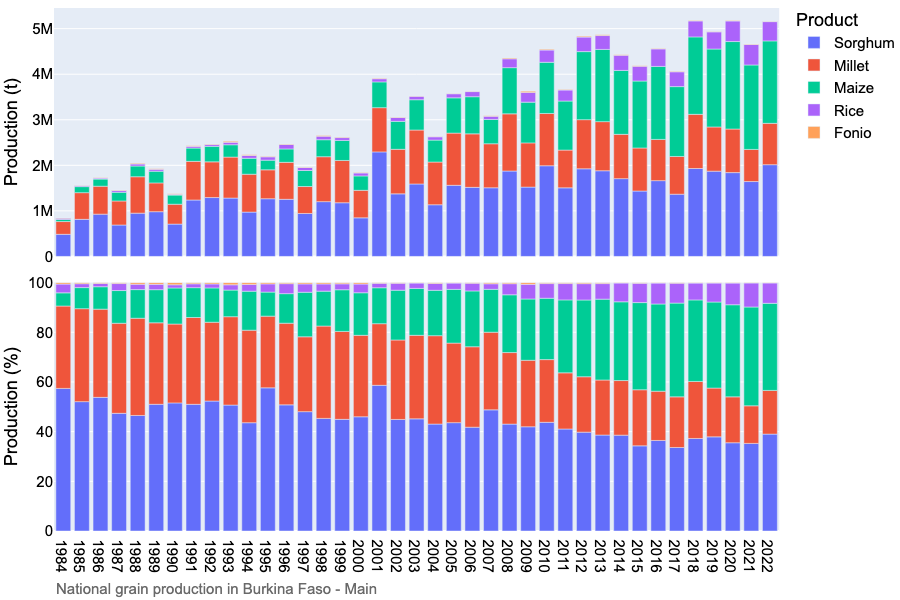 Product
Sorghum
Millet
Maize
Rice
Fonio
Production (t)
5M
4M
3M
2M
1M
0
Production (%)
100
80
60
40
20
0
1984 1985 1986 1987 1988 1989 1990 1991 1992 1993 1994 1995 1996 1997 1998 1999 2000 2001 2002 2003 2004 2005 2006 2007 2008 2009 2010 2011 2012 2013 2014 2015 2016 2017 2018 2019 2020 2021 2022
National grain production in Burkina Faso - Main